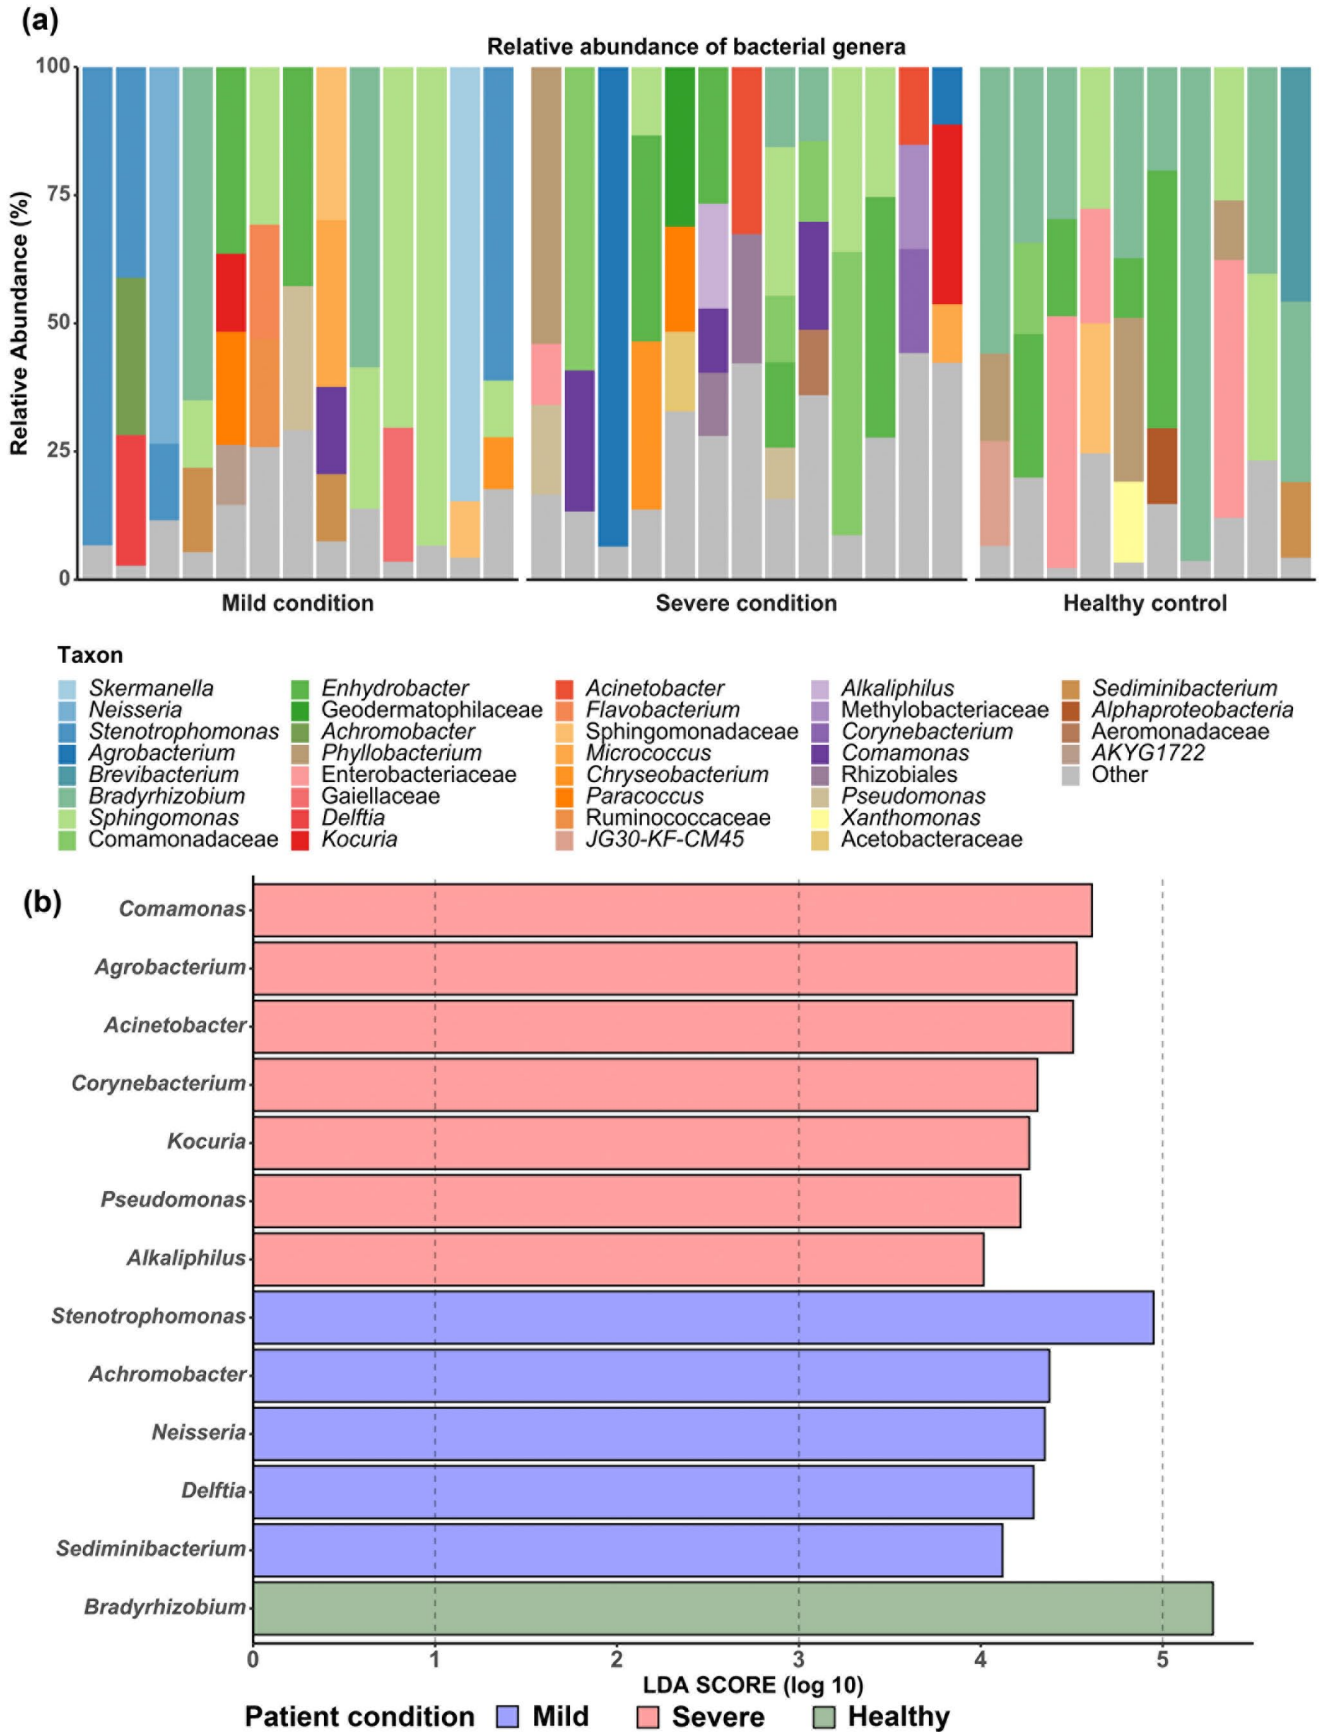 (a)
Relative abundance of bacterial genera
100
75
50
25
0
Relative Abundance (%)
Mild condition
Severe condition
Healthy control
Taxon
Skermanella
Neisseria
Stenotrophomonas
Agrobacterium
Brevibacterium
Bradyrhizobium
Sphingomonas
Comamonadaceae
Enhydrobacter
Geodermatophilaceae
Achromobacter
Phyllobacterium
Enterobacteriaceae
Gaiellaceae
Delftia
Kocuria
Acinetobacter
Flavobacterium
Sphingomonadaceae
Micrococcus
Chryseobacterium
Paracoccus
Ruminococcaceae
JG30-KF-CM45
Alkaliphilus
Methylobacteriaceae
Corynebacterium
Comamonas
Rhizobiales
Pseudomonas
Xanthomonas
Acetobacteraceae
Sediminibacterium
Alphaproteobacteria
Aeromonadaceae
AKYG1722
Other
(b)
Comamonas
Agrobacterium
Acinetobacter
Corynebacterium
Kocuria
Pseudomonas
Alkaliphilus
Stenotrophomonas
Achromobacter
Neisseria
Delftia
Sediminibacterium
Bradyrhizobium
0 1 2 3 4 5
LDA SCORE (log 10)
Patient condition Mild Severe Healthy